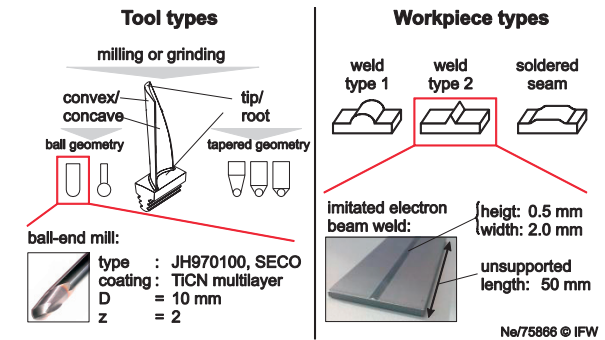 Tool types
milling or grinding
convex/
concave
tip/
root
ball geometry
tapered geometry
ball-end mill:
type : JH970100, SECO
coating : TiCN multilayer
D = 10 mm
z = 2
Workpiece types
weld
type 1
weld
type 2
soldered
seam
imitated electron
beam weld:
heigt: 0.5 mm
width: 2.0 mm
unsupported
length: 50 mm
Ne/75866 © IFW